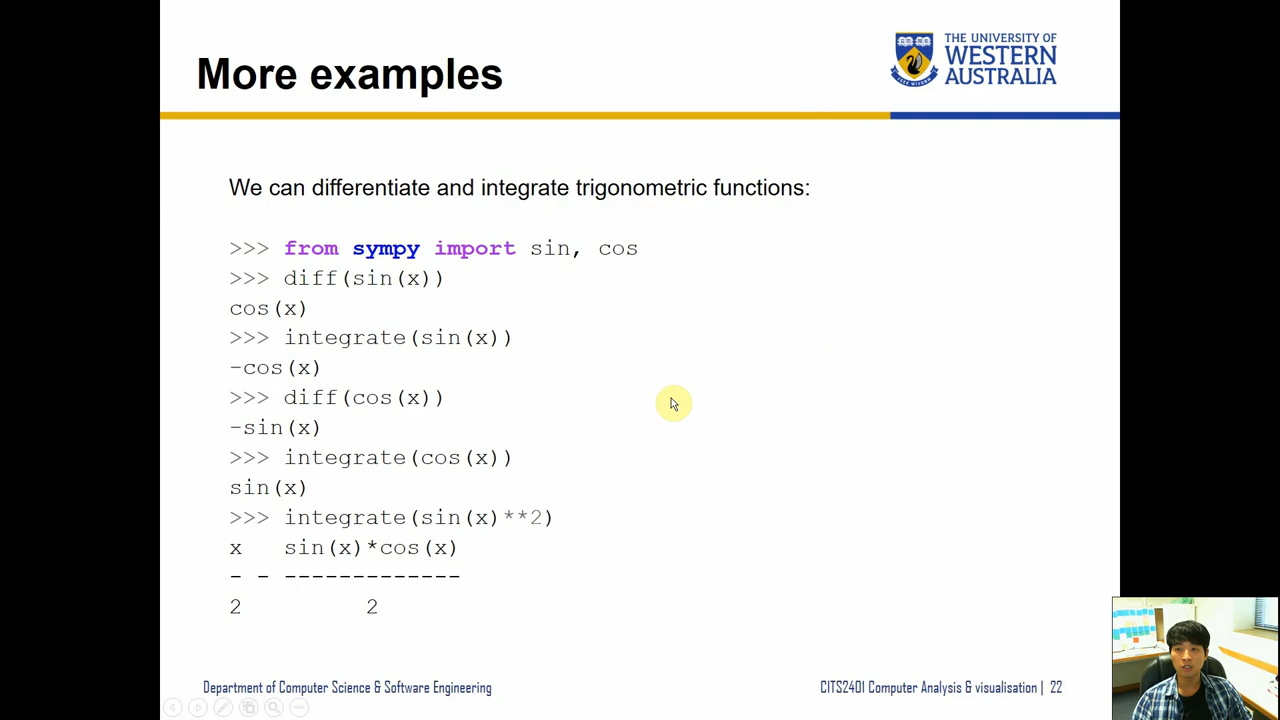 More examples
THE UNIVERSITY OF
WESTERN
AUSTRALIA
We can differentiate and integrate trigonometric functions:
>>> from sympy import sin, cos
>>> diff(sin(x))
cos(x)
>>> integrate(sin(x))
-cos(x)
>>> diff(cos(x))
-sin(x)
>>> integrate(cos(x))
sin(x)
>>> integrate(sin(x)**2)
x   sin(x)*cos(x)
- - -------------
2         2
Department of Computer Science & Software Engineering
CITS2401 Computer Analysis & visualisation | 22